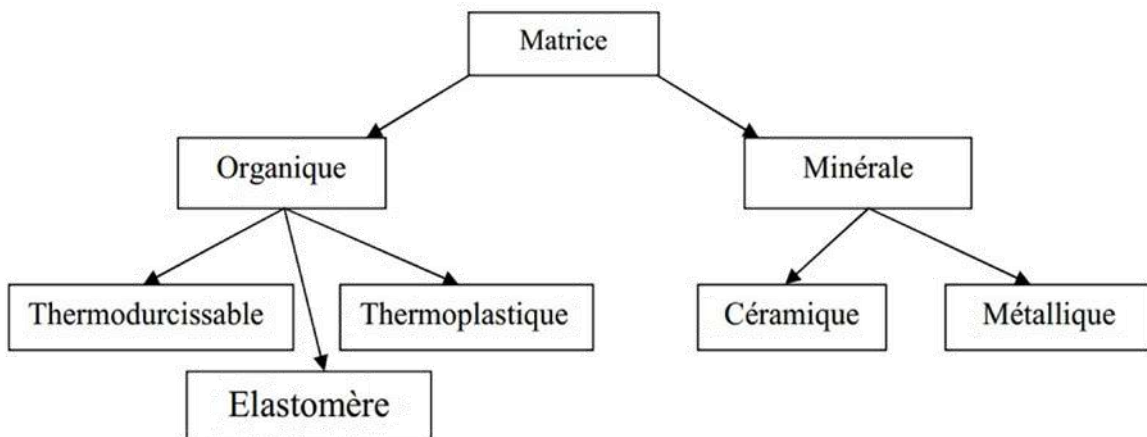 Matrice
Organique
Minérale
Thermodurcissable
Thermoplastique
Céramique
Métallique
Elastomère